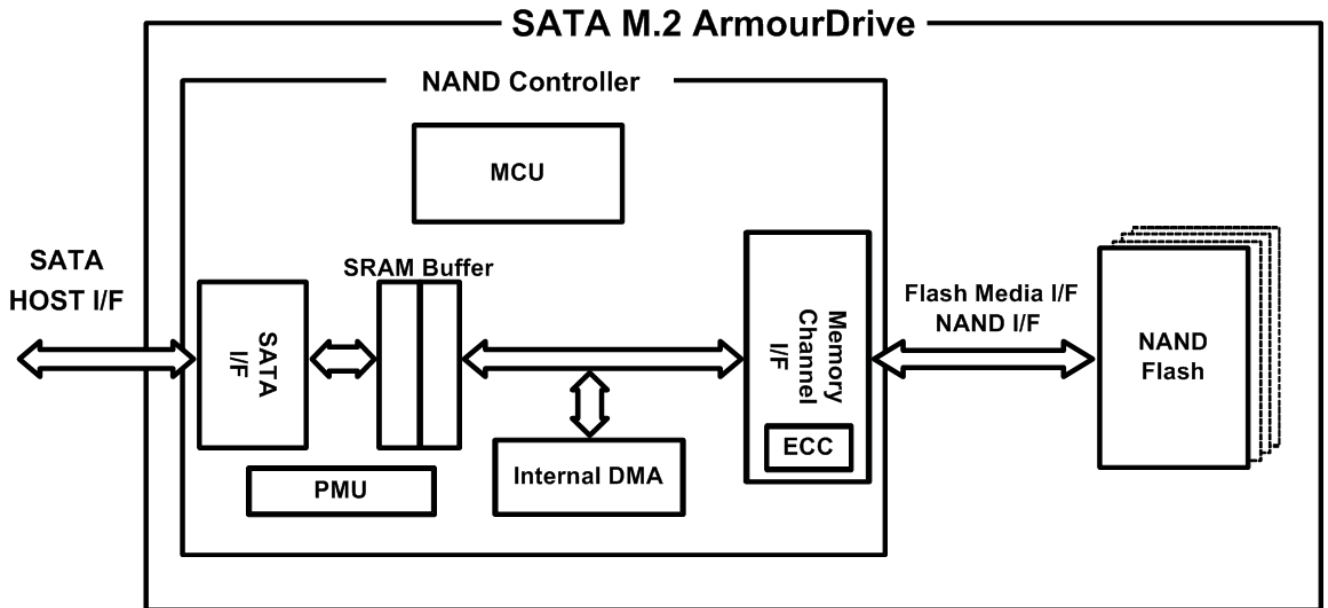 SATA M.2 ArmourDrive
NAND Controller
MCU
SATA
HOST I/F
SATA
I/F
SRAM Buffer
PMU
Internal DMA
Memory
Channel
I/F
ECC
Flash Media I/F
NAND I/F
NAND
Flash